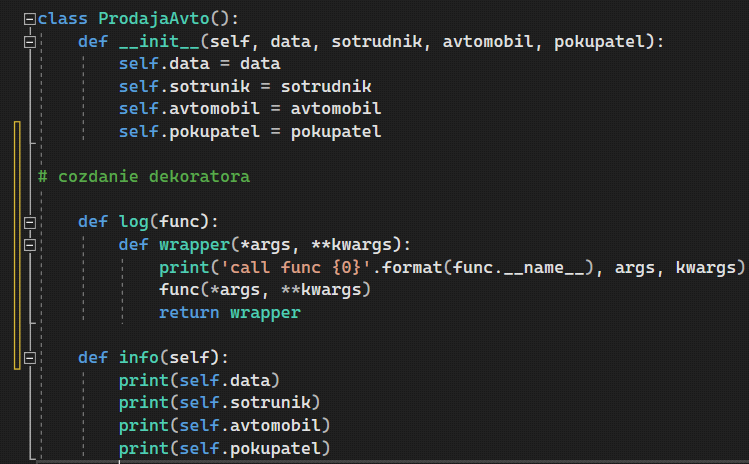 class ProdajaAvto():
    def __init__(self, data, sotrudnik, avtomobil, pokupatel):
        self.data = data
        self.sotrunik = sotrudnik
        self.avtomobil = avtomobil
        self.pokupatel = pokupatel
# cozdanie dekoratora
    def log(func):
        def wrapper(*args, **kwargs):
            print('call func {0}'.format(func.__name__), args, kwargs)
            func(*args, **kwargs)
            return wrapper
    def info(self):
        print(self.data)
        print(self.sotrunik)
        print(self.avtomobil)
        print(self.pokupatel)